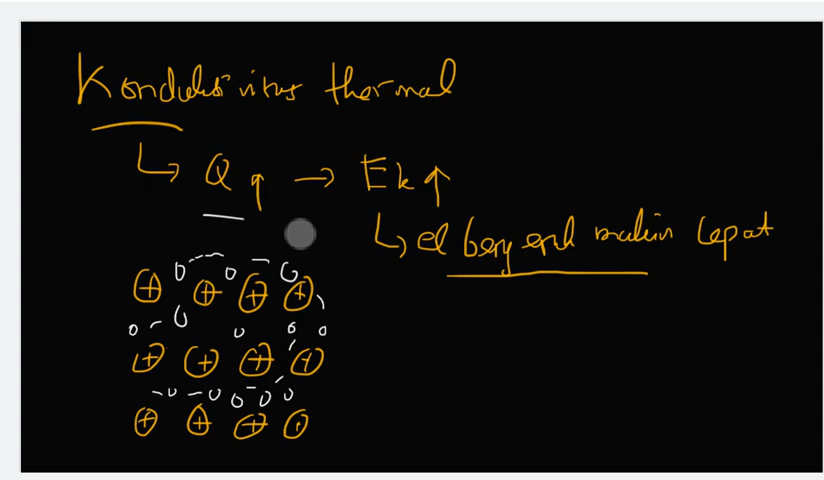 Konduktivitas thermal
↳ Q ↑ → Ek ↑
↳ el bergerak makin cepat
+ + + +
+ + + +
+ + + +